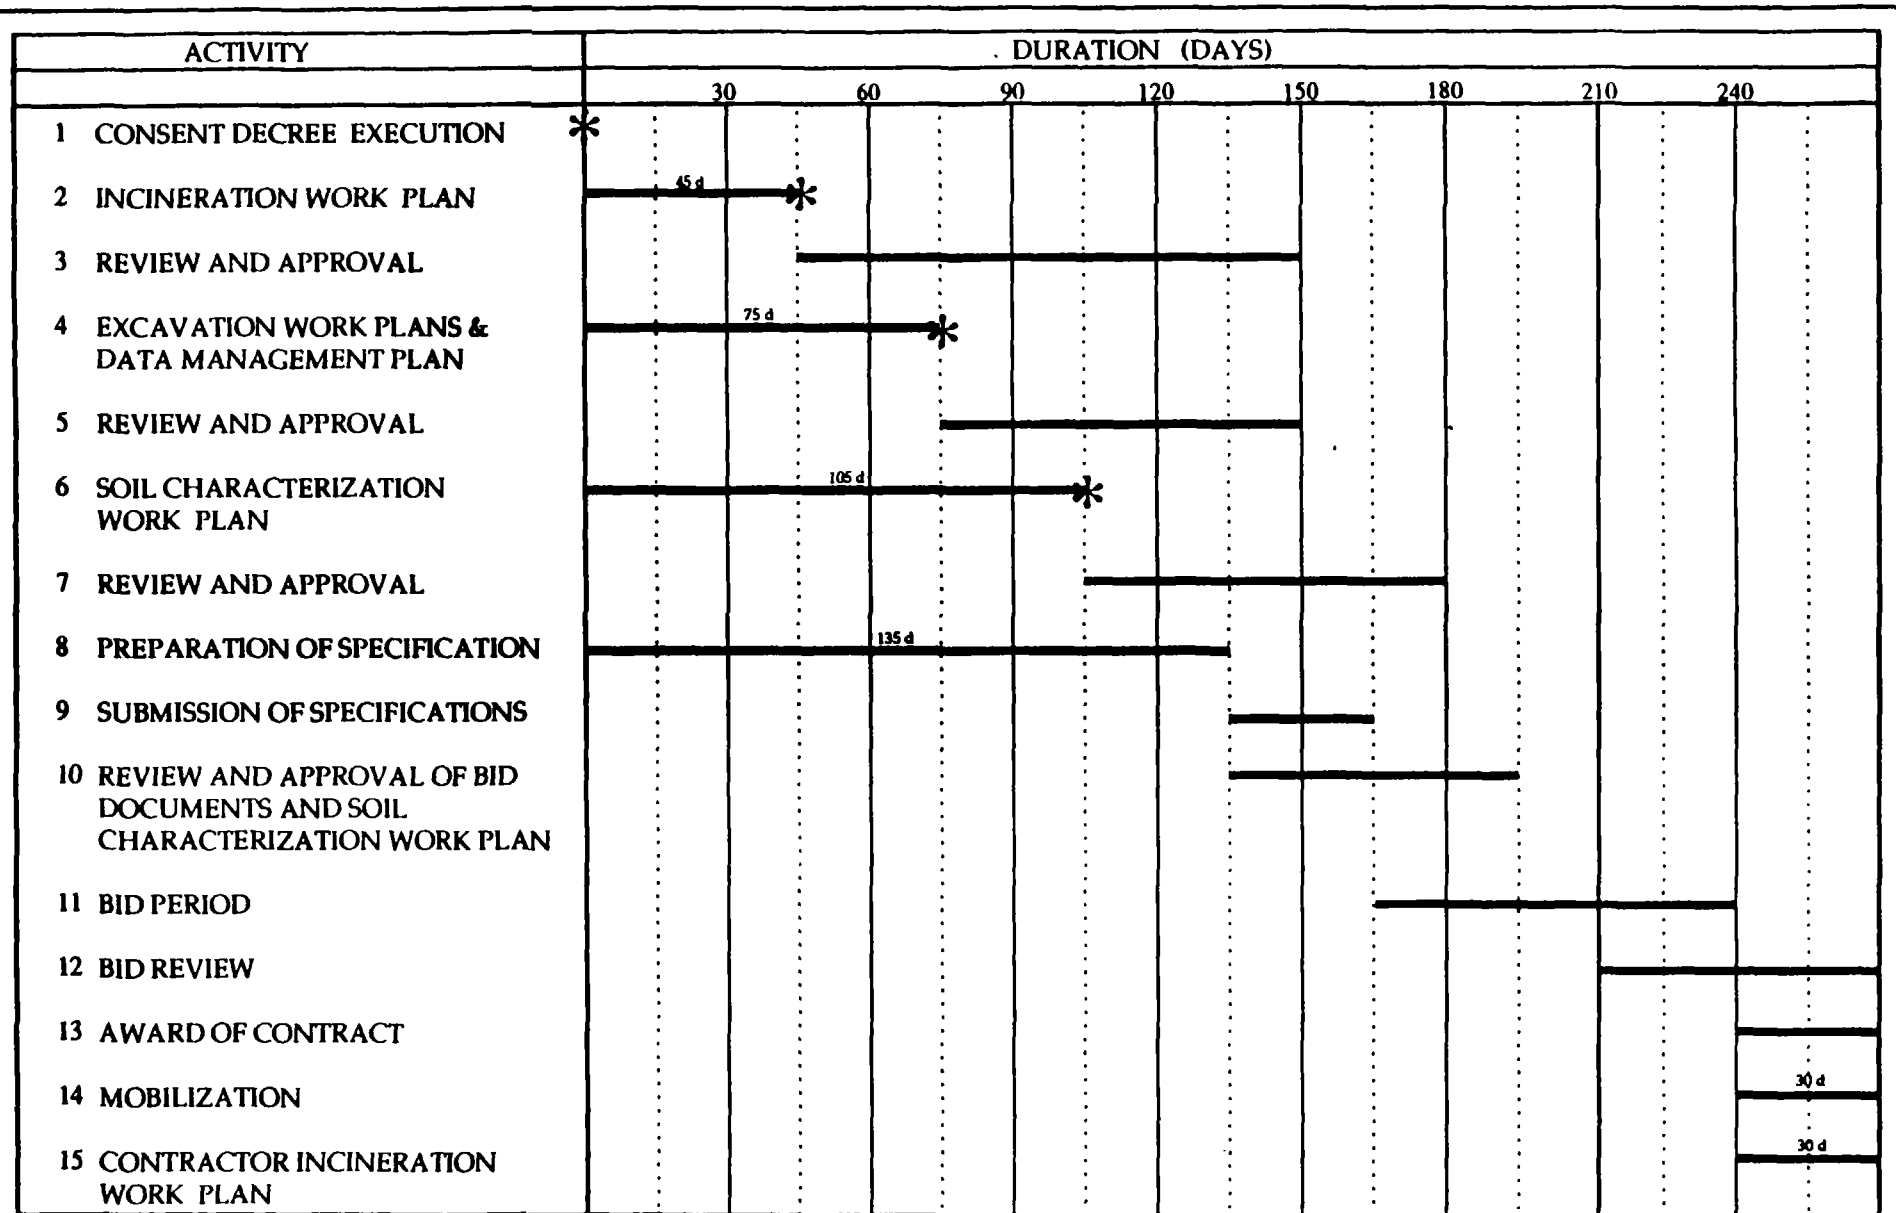 ACTIVITY DURATION (DAYS)
30 60 90 120 150 180 210 240
1 CONSENT DECREE EXECUTION
45 d
2 INCINERATION WORK PLAN
3 REVIEW AND APPROVAL
75 d
4 EXCAVATION WORK PLANS &
DATA MANAGEMENT PLAN
5 REVIEW AND APPROVAL
105 d
6 SOIL CHARACTERIZATION
WORK PLAN
7 REVIEW AND APPROVAL
135 d
8 PREPARATION OF SPECIFICATION
9 SUBMISSION OF SPECIFICATIONS
10 REVIEW AND APPROVAL OF BID
DOCUMENTS AND SOIL
CHARACTERIZATION WORK PLAN
11 BID PERIOD
12 BID REVIEW
13 AWARD OF CONTRACT
30 d
14 MOBILIZATION
30 d
15 CONTRACTOR INCINERATION
WORK PLAN